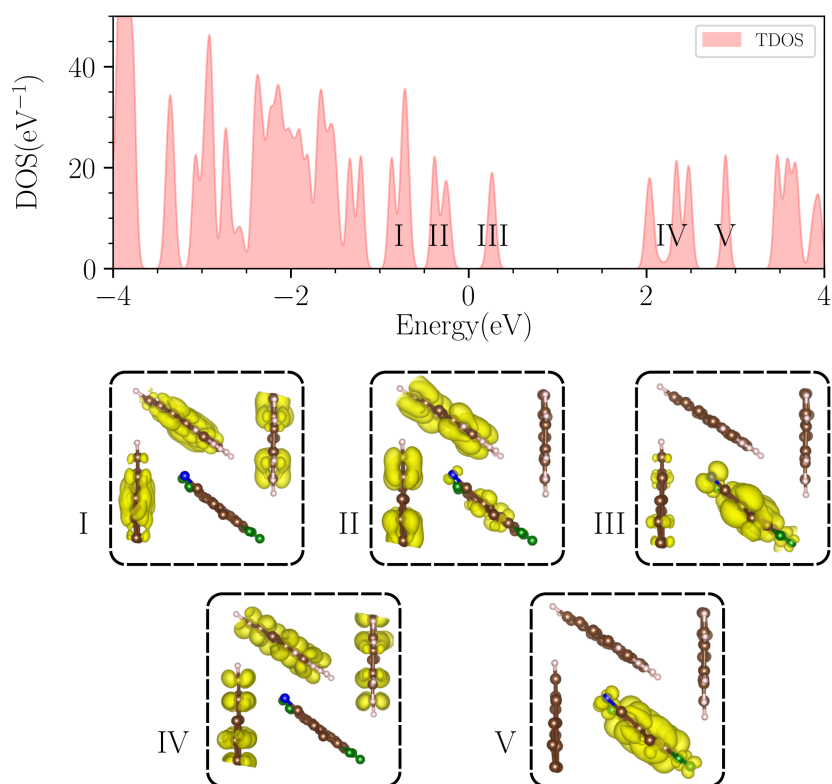 TDOS
DOS(eV⁻¹)
40
20
0
I II III IV V
−4 −2 0 2 4
Energy(eV)
I
II
III
IV
V